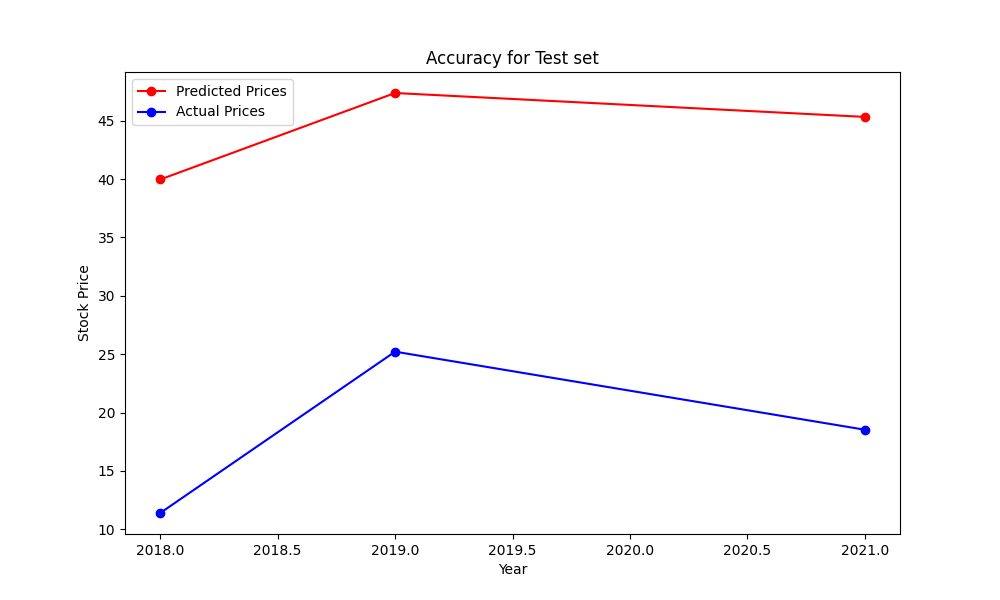 Accuracy for Test set
Predicted Prices
Actual Prices
45
40
35
30
25
20
15
10
Stock Price
2018.0 2018.5 2019.0 2019.5 2020.0 2020.5 2021.0
Year